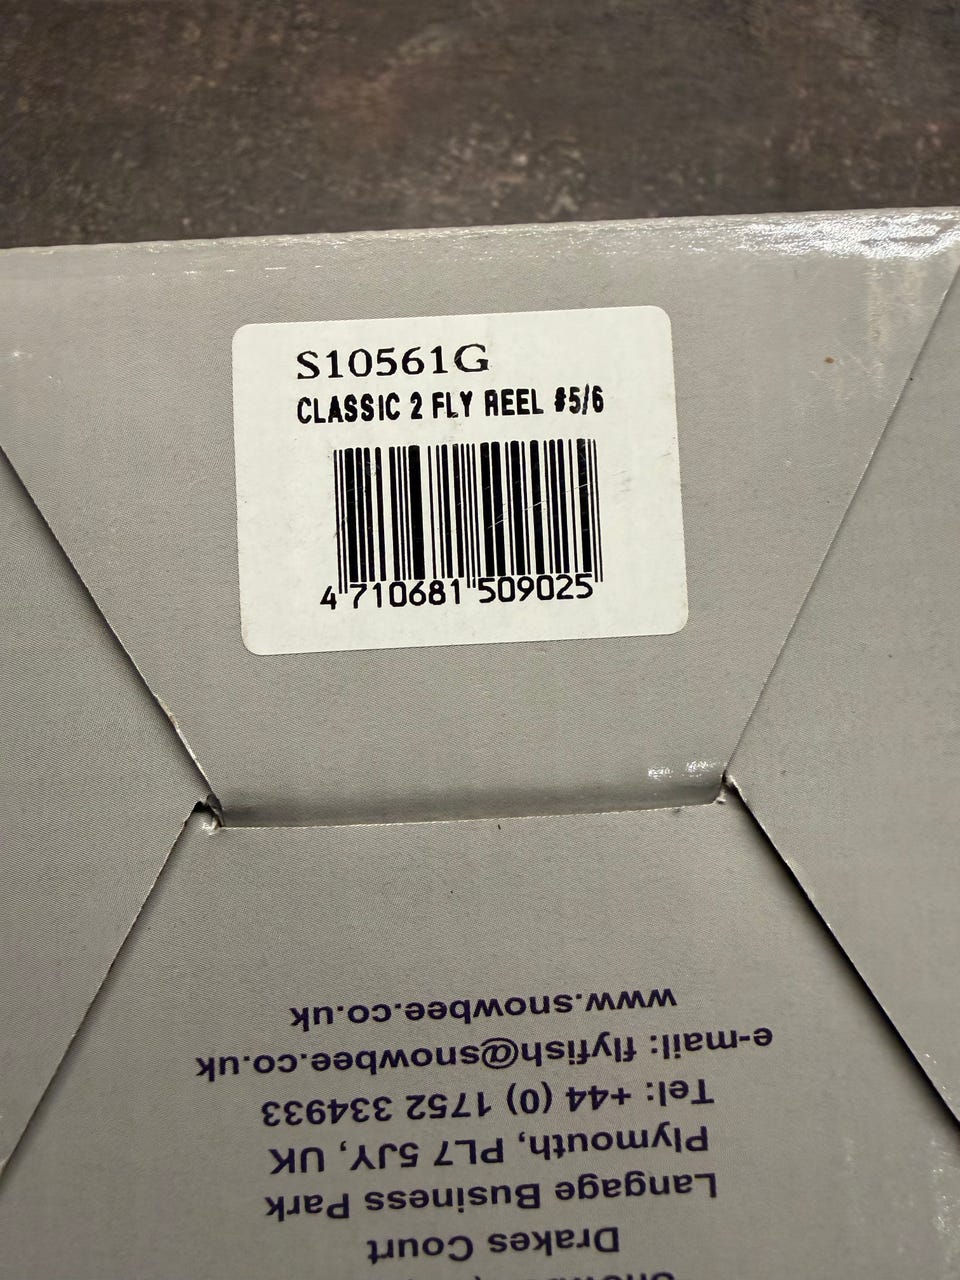 S10561G
CLASSIC 2 FLY REEL #5/6
4 710681 509025
Drakes Court
Langage Business Park
Plymouth, PL7 5JY, UK
Tel: +44 (0) 1752 334933
e-mail: flyfish@snowbee.co.uk
www.snowbee.co.uk